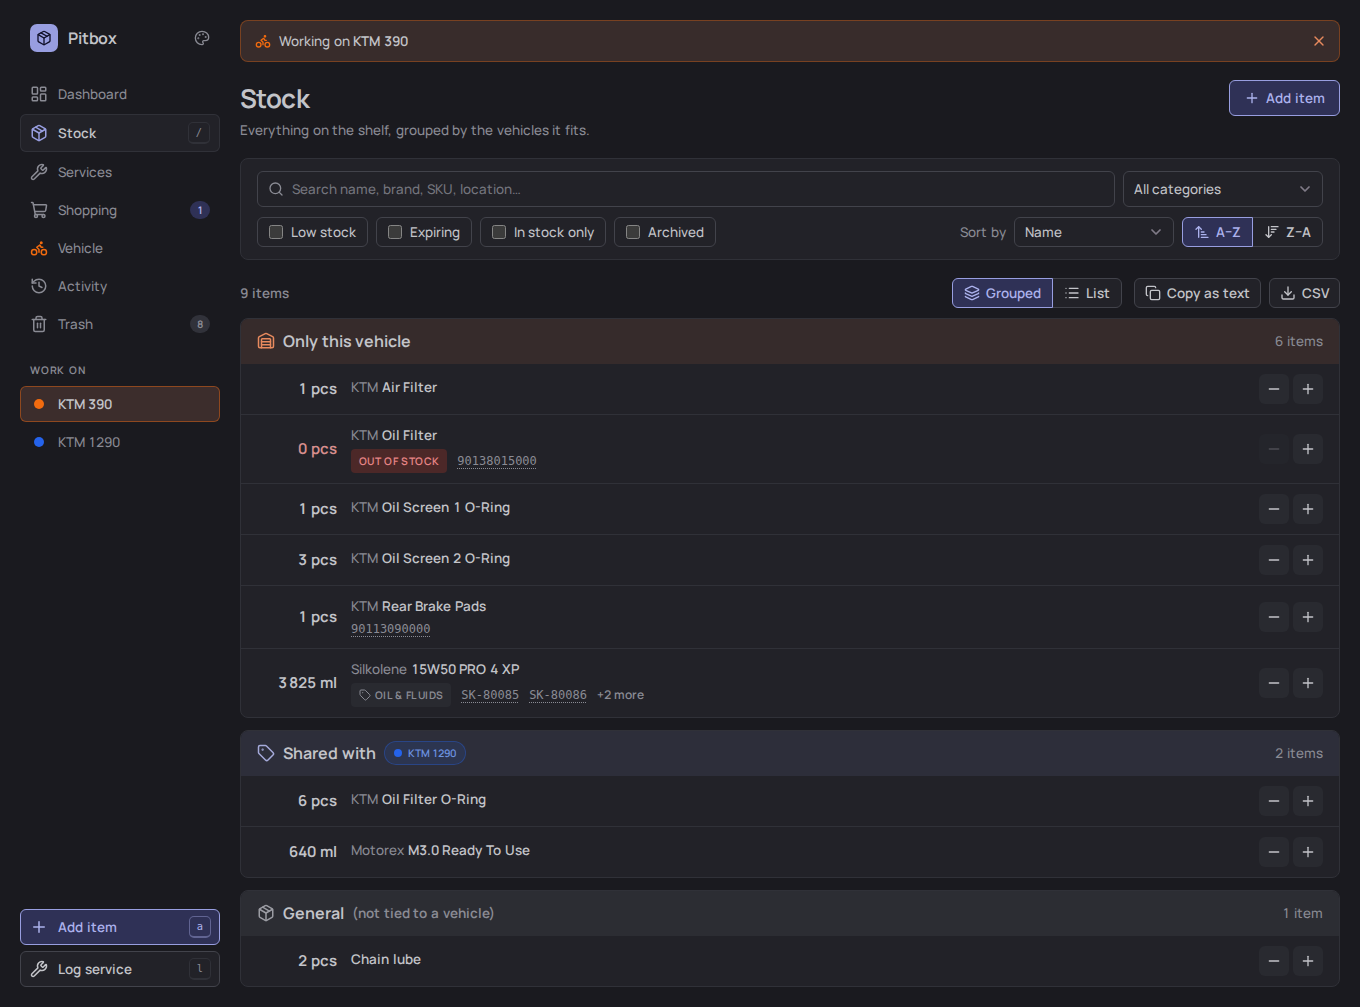 Pitbox
Dashboard
Stock /
Services
Shopping 1
Vehicle
Activity
Trash 8
WORK ON
KTM 390
KTM 1290
Add item a
Log service l
Working on KTM 390
Stock
Add item
Everything on the shelf, grouped by the vehicles it fits.
Search name, brand, SKU, location...
All categories
Low stock
Expiring
In stock only
Archived
Sort by
Name
A–Z
Z–A
9 items
Grouped
List
Copy as text
CSV
Only this vehicle 6 items
1 pcs KTM Air Filter
0 pcs KTM Oil Filter
OUT OF STOCK 90138015000
1 pcs KTM Oil Screen 1 O-Ring
3 pcs KTM Oil Screen 2 O-Ring
1 pcs KTM Rear Brake Pads
90113090000
3 825 ml Silkolene 15W50 PRO 4 XP
OIL & FLUIDS SK-80085 SK-80086 +2 more
Shared with KTM 1290 2 items
6 pcs KTM Oil Filter O-Ring
640 ml Motorex M3.0 Ready To Use
General (not tied to a vehicle) 1 item
2 pcs Chain lube